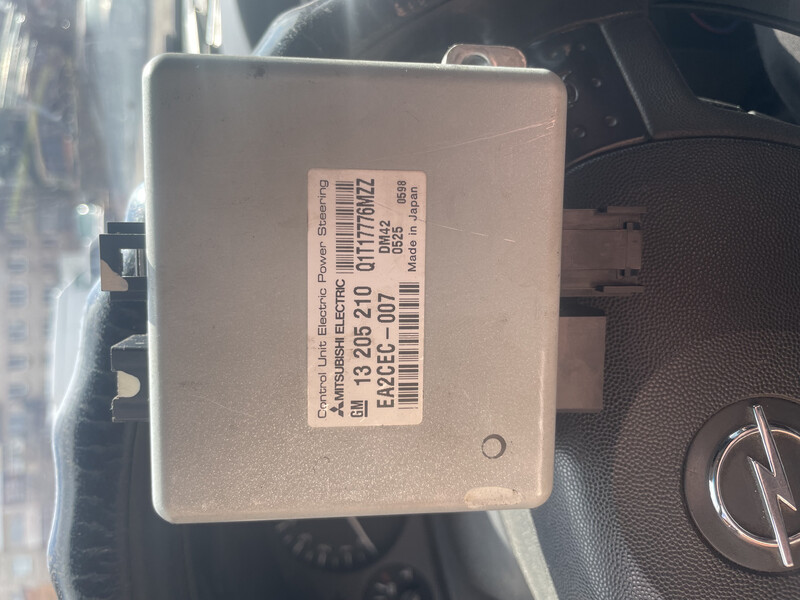 Control Unit Electric Power Steering
MITSUBISHI ELECTRIC Q1T17776MZZ
GM 13 205 210 DM42
EA2CEC-007 0525
0598
Made in Japan